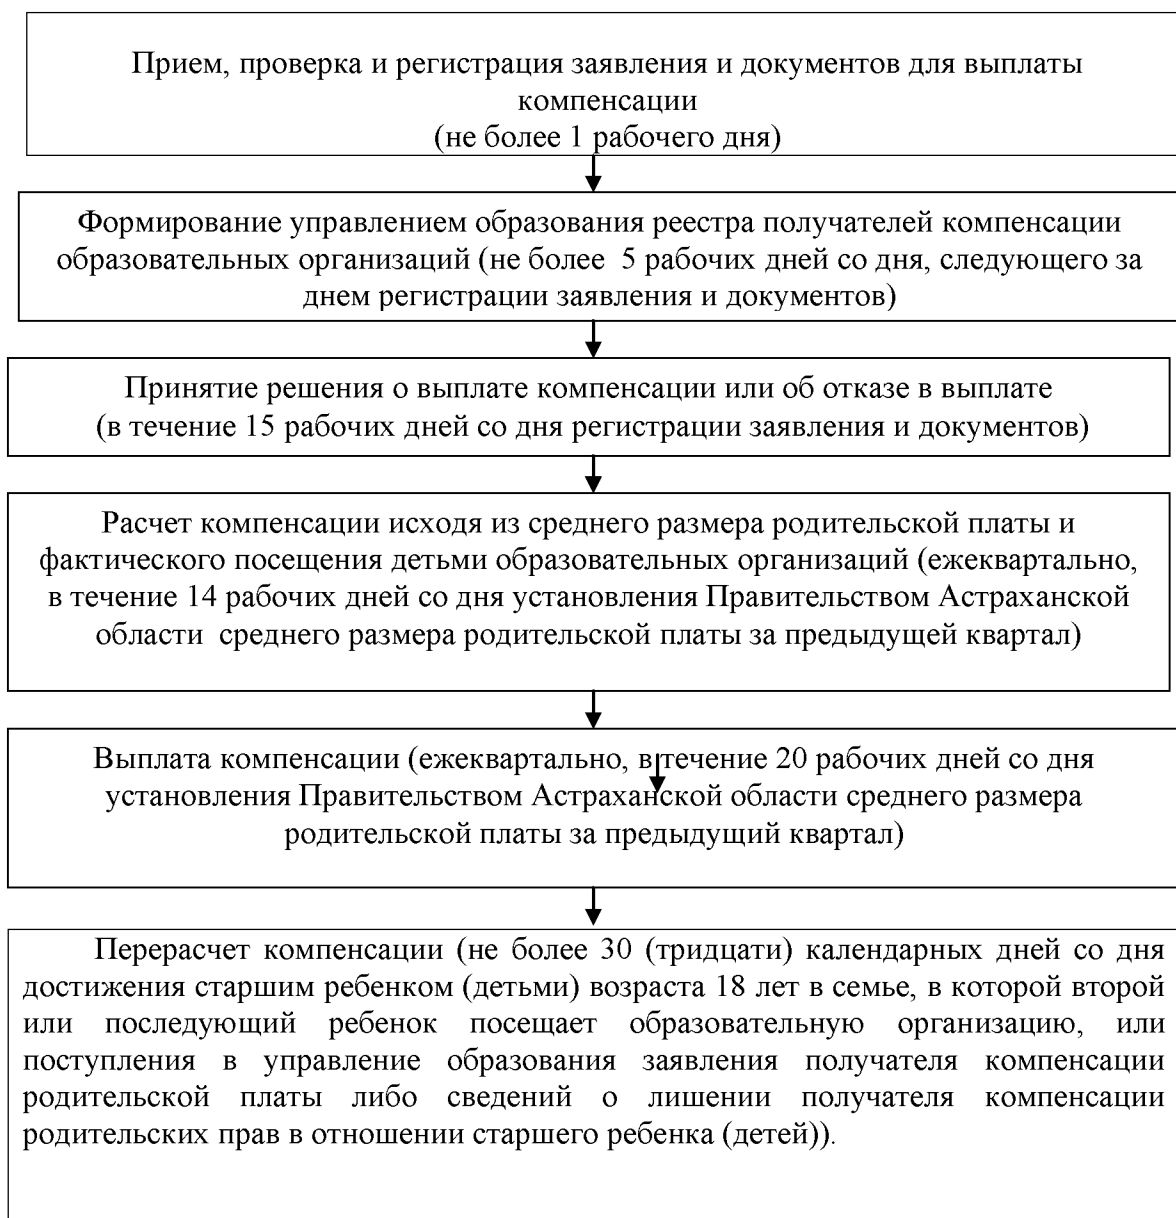 Прием, проверка и регистрация заявления и документов для выплаты
компенсации
(не более 1 рабочего дня)
Формирование управлением образования реестра получателей компенсации
образовательных организаций (не более  5 рабочих дней со дня, следующего за
днем регистрации заявления и документов)
Принятие решения о выплате компенсации или об отказе в выплате
(в течение 15 рабочих дней со дня регистрации заявления и документов)
Расчет компенсации исходя из среднего размера родительской платы и
фактического посещения детьми образовательных организаций (ежеквартально,
в течение 14 рабочих дней со дня установления Правительством Астраханской
области  среднего размера родительской платы за предыдущей квартал)
Выплата компенсации (ежеквартально, в течение 20 рабочих дней со дня
установления Правительством Астраханской области среднего размера
родительской платы за предыдущий квартал)
Перерасчет компенсации (не более 30 (тридцати) календарных дней со дня
достижения старшим ребенком (детьми) возраста 18 лет в семье, в которой второй
или последующий ребенок посещает образовательную организацию, или
поступления в управление образования заявления получателя компенсации
родительской платы либо сведений о лишении получателя компенсации
родительских прав в отношении старшего ребенка (детей)).